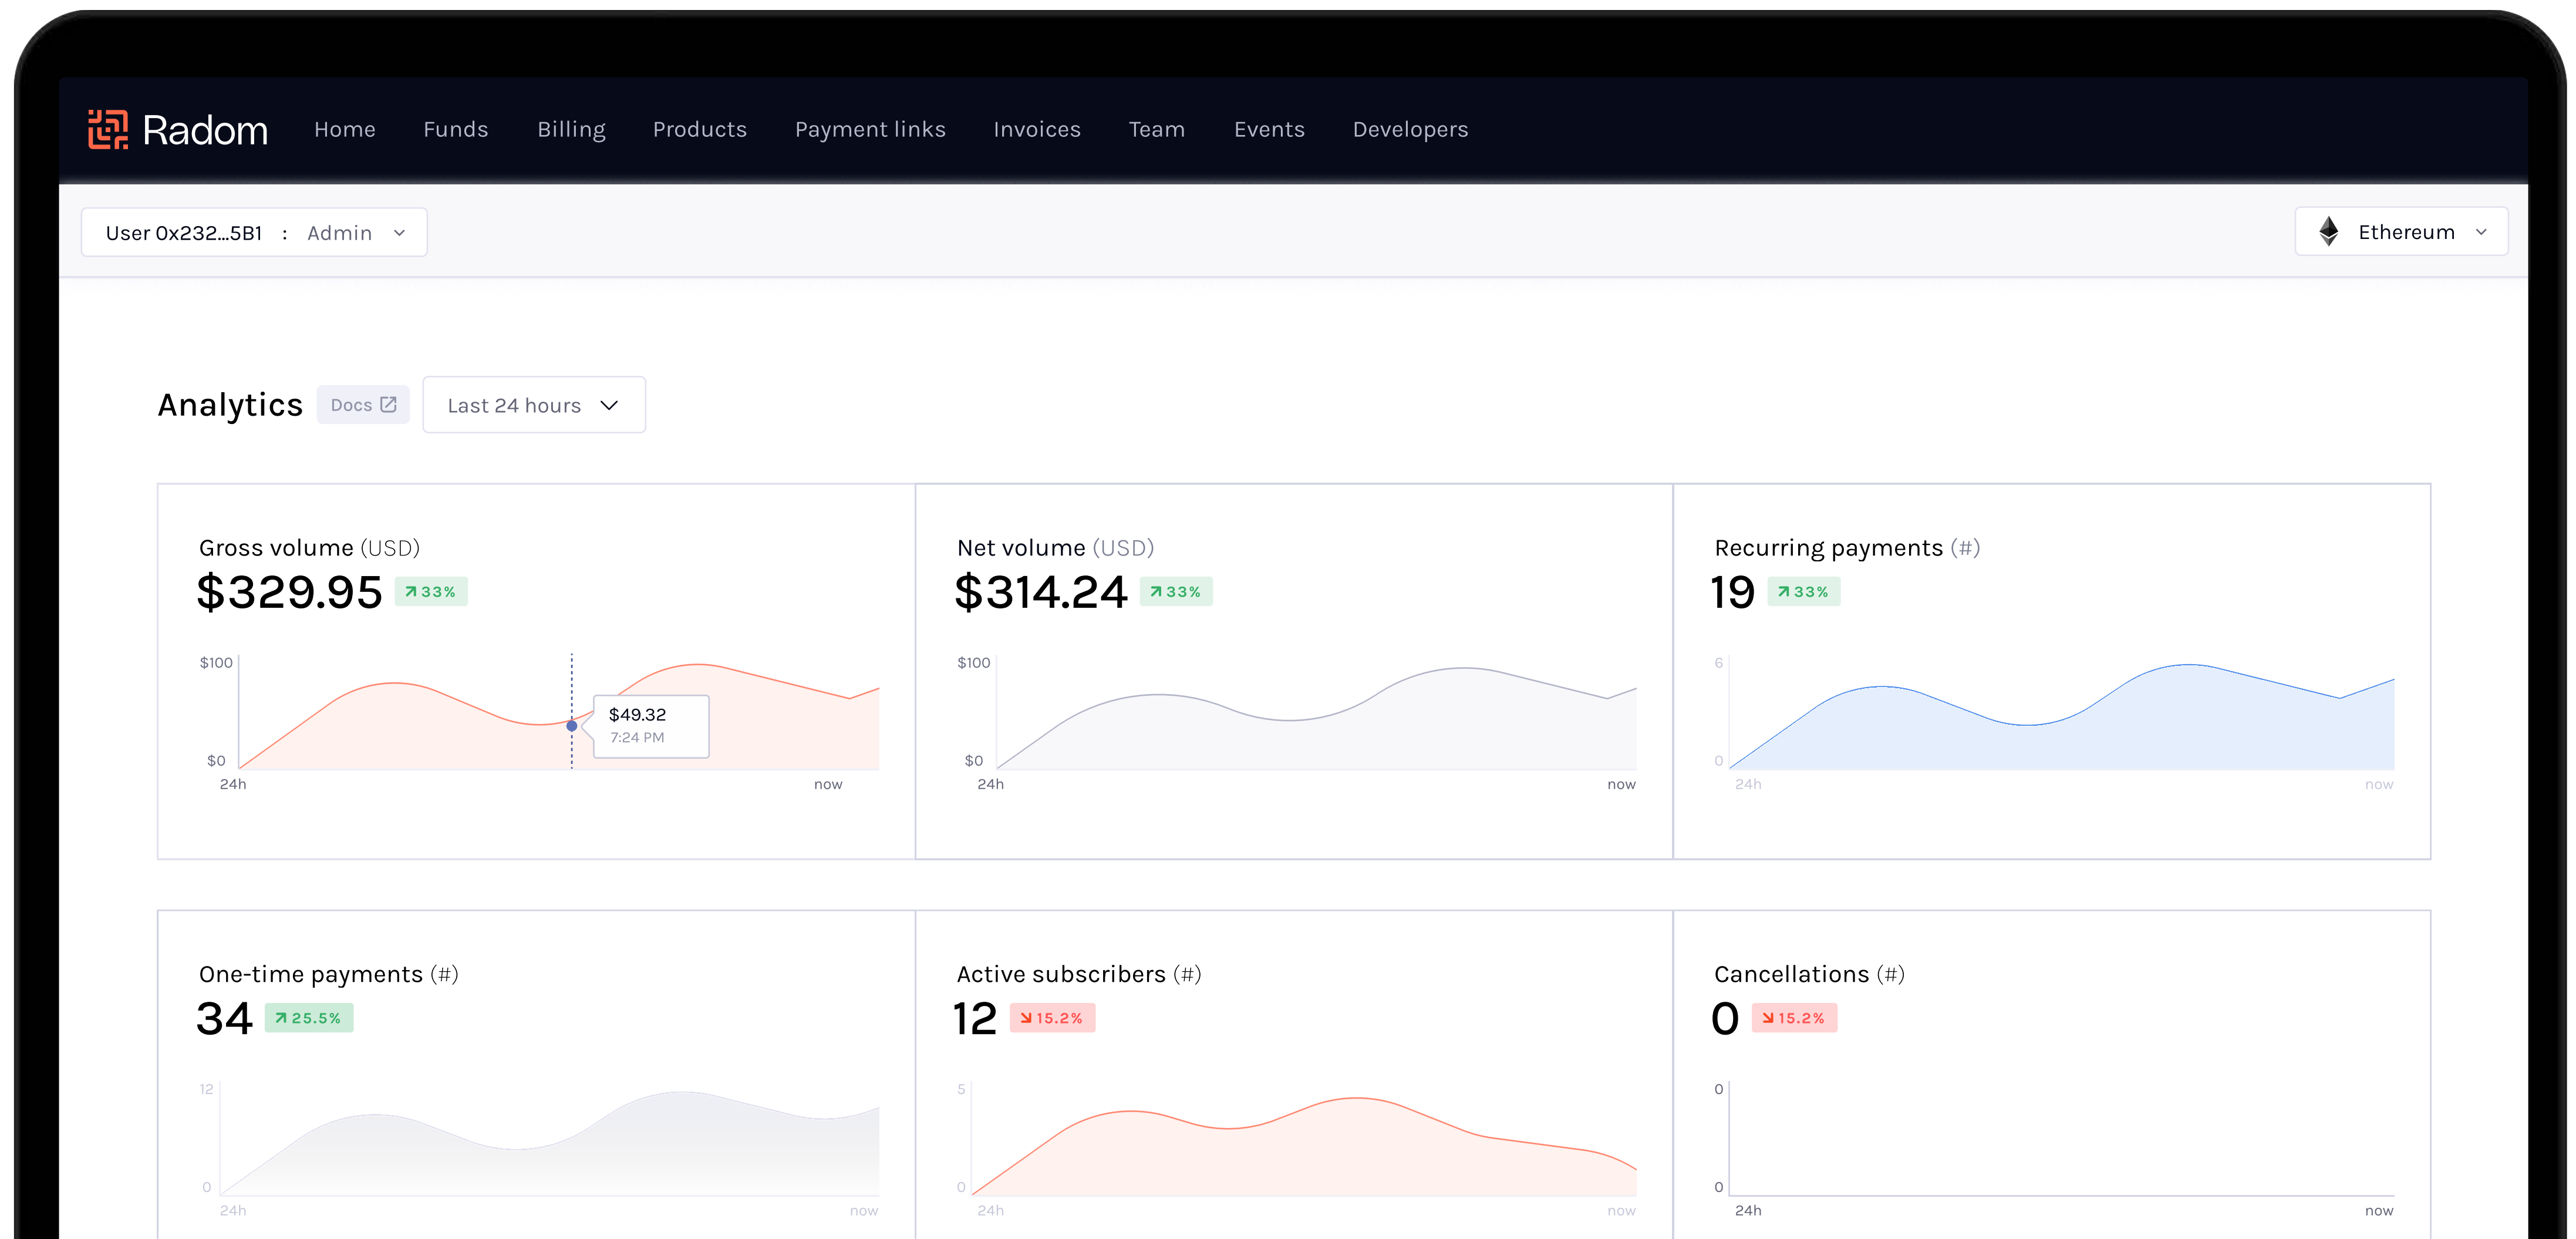 Radom Home Funds Billing Products Payment links Invoices Team Events Developers
User 0x232...5B1 : Admin
Ethereum
Analytics Docs Last 24 hours
Gross volume (USD)
$329.95 33%
$100
$49.32
7:24 PM
$0
24h now
Net volume (USD)
$314.24 33%
$100
$0
24h now
Recurring payments (#)
19 33%
6
0
24h now
One-time payments (#)
34 25.5%
12
0
24h now
Active subscribers (#)
12 15.2%
5
0
24h now
Cancellations (#)
0 15.2%
0
0
24h now